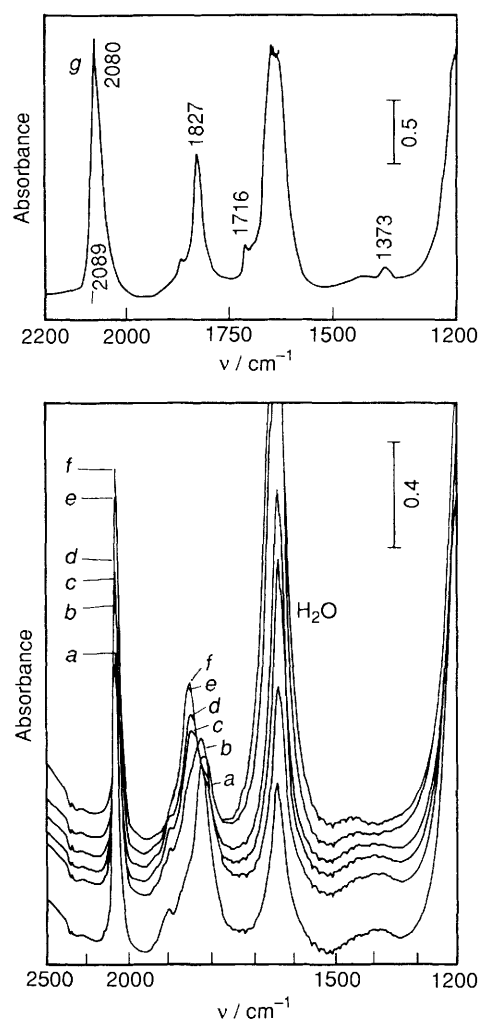 g
2080
2089
1827
1716
1373
0.5
Absorbance
2200
2000
1750
1500
1200
ν / cm⁻¹
f
e
d
c
b
a
f
e
d
c
b
a
H₂O
0.4
Absorbance
2500
2000
1500
1200
ν / cm⁻¹